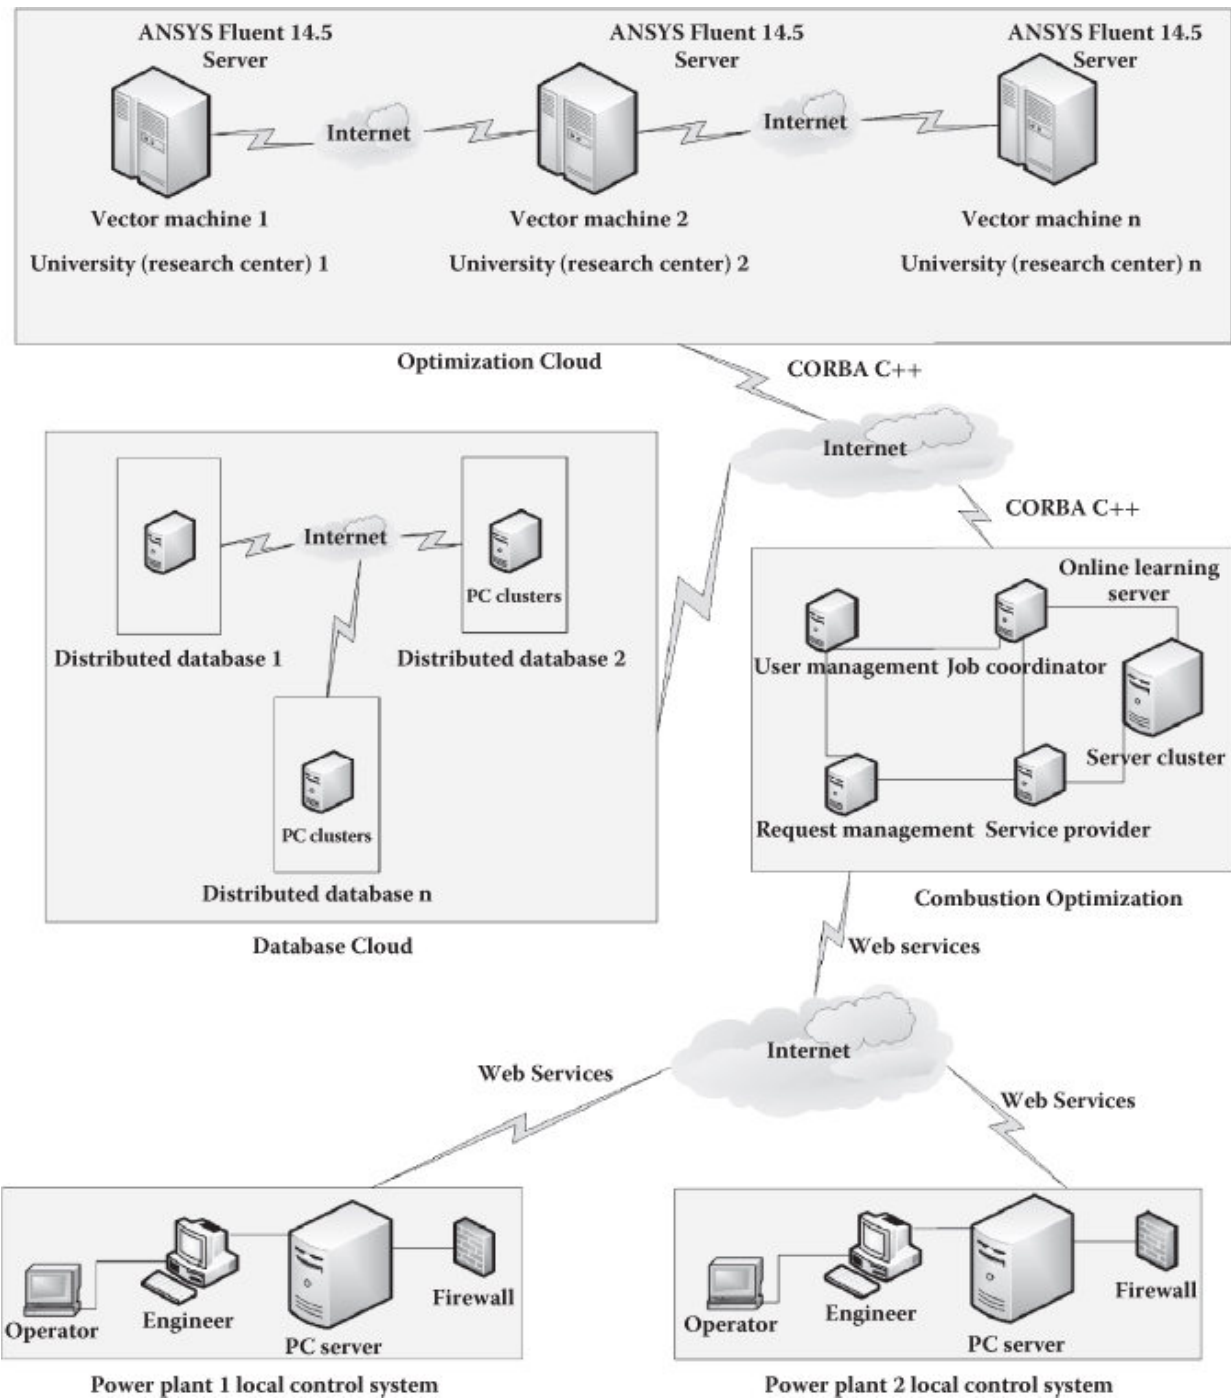 ANSYS Fluent 14.5
Server
ANSYS Fluent 14.5
Server
ANSYS Fluent 14.5
Server
Internet
Internet
Vector machine 1
Vector machine 2
Vector machine n
University (research center) 1
University (research center) 2
University (research center) n
Optimization Cloud
CORBA C++
Internet
CORBA C++
Internet
PC clusters
Distributed database 1
Distributed database 2
PC clusters
Distributed database n
Database Cloud
Online learning
server
User management
Job coordinator
Server cluster
Request management
Service provider
Combustion Optimization
Web services
Internet
Web Services
Web Services
Operator
Engineer
PC server
Firewall
Power plant 1 local control system
Operator
Engineer
PC server
Firewall
Power plant 2 local control system